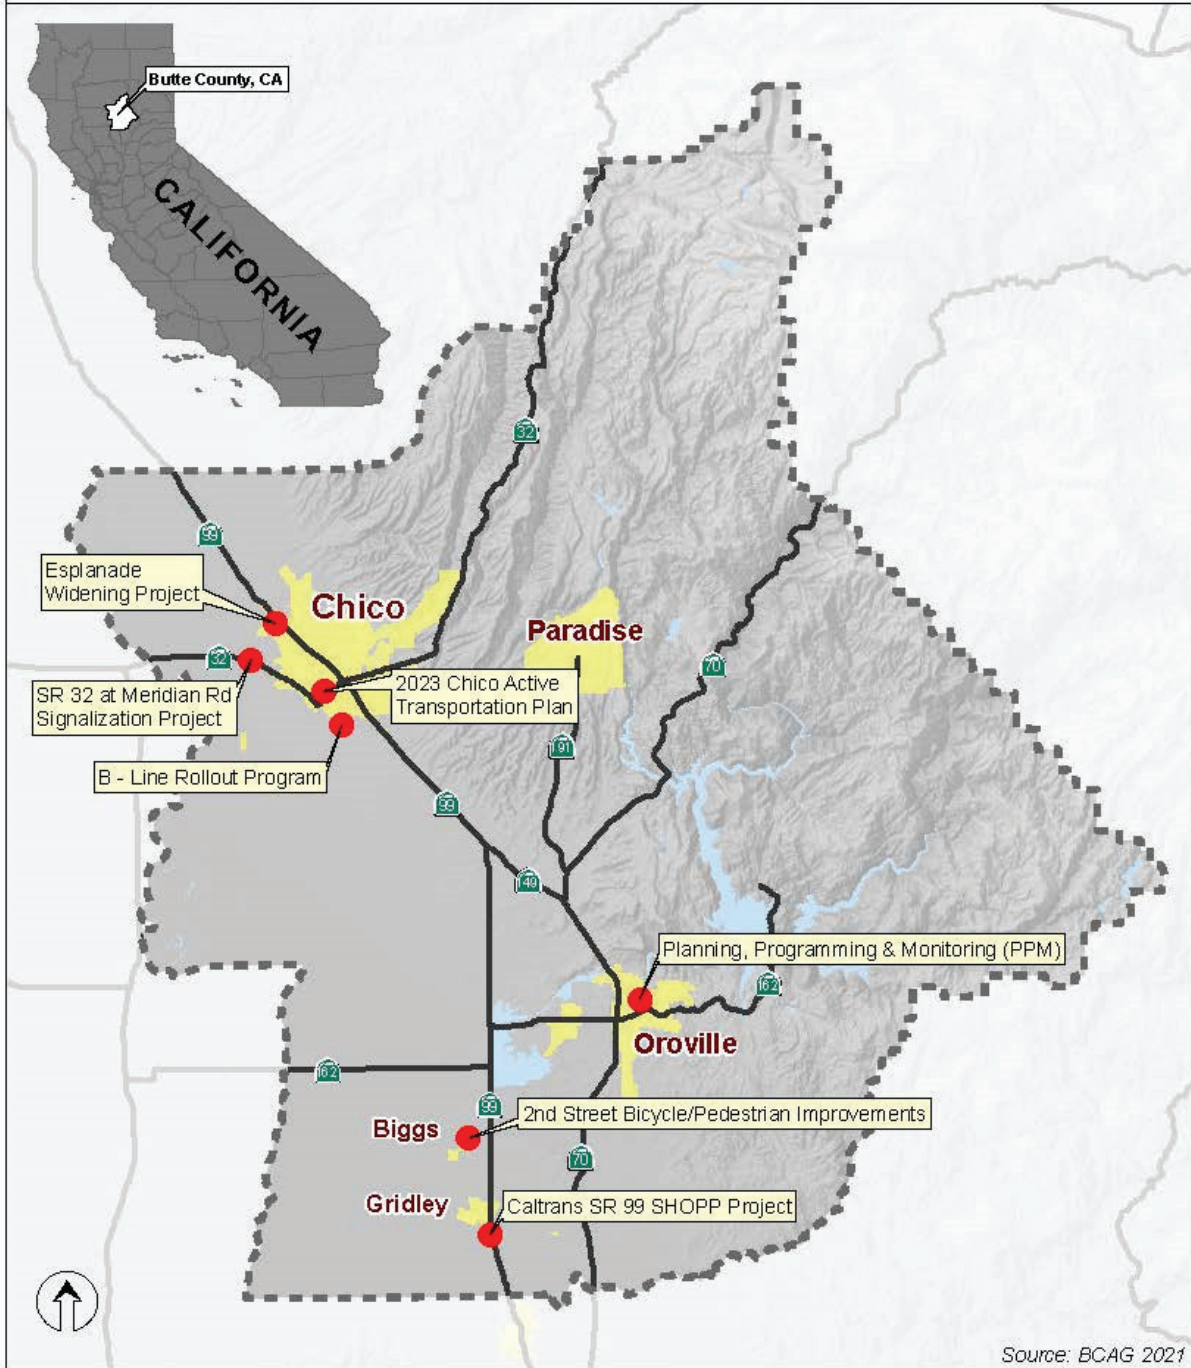 Butte County, CA
CALIFORNIA
32
99
Esplanade
Widening Project
Chico
Paradise
32
70
SR 32 at Meridian Rd
Signalization Project
2023 Chico Active
Transportation Plan
191
B - Line Rollout Program
99
149
Planning, Programming & Monitoring (PPM)
162
Oroville
162
99
2nd Street Bicycle/Pedestrian Improvements
Biggs
70
Gridley
Caltrans SR 99 SHOPP Project
Source: BCAG 2021